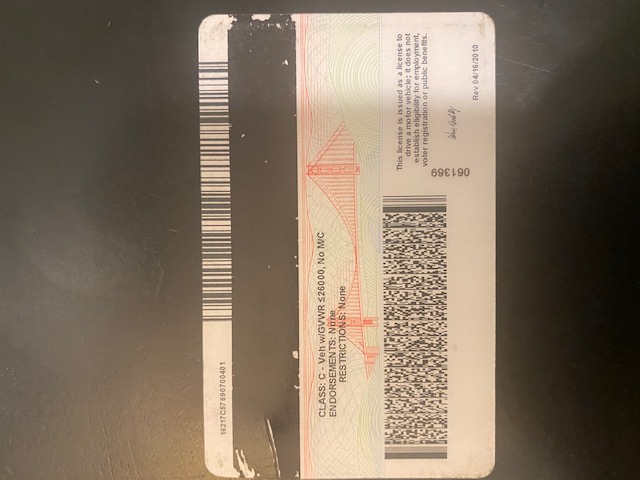 16217C57690700401
CLASS: C - Veh w/GVWR ≤26000, No M/C
ENDORSEMENTS: None
RESTRICTIONS: None
This license is issued as a license to
drive a motor vehicle; it does not
establish eligibility for employment,
voter registration or public benefits.
061369
Rev 04/16/2010